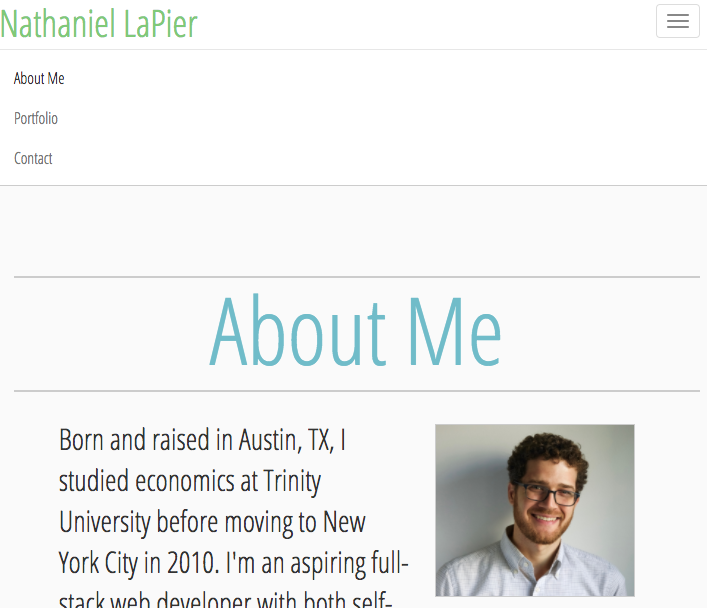 Nathaniel LaPier
About Me
Portfolio
Contact
About Me
Born and raised in Austin, TX, I
studied economics at Trinity
University before moving to New
York City in 2010. I'm an aspiring full-
stack web developer with both self-